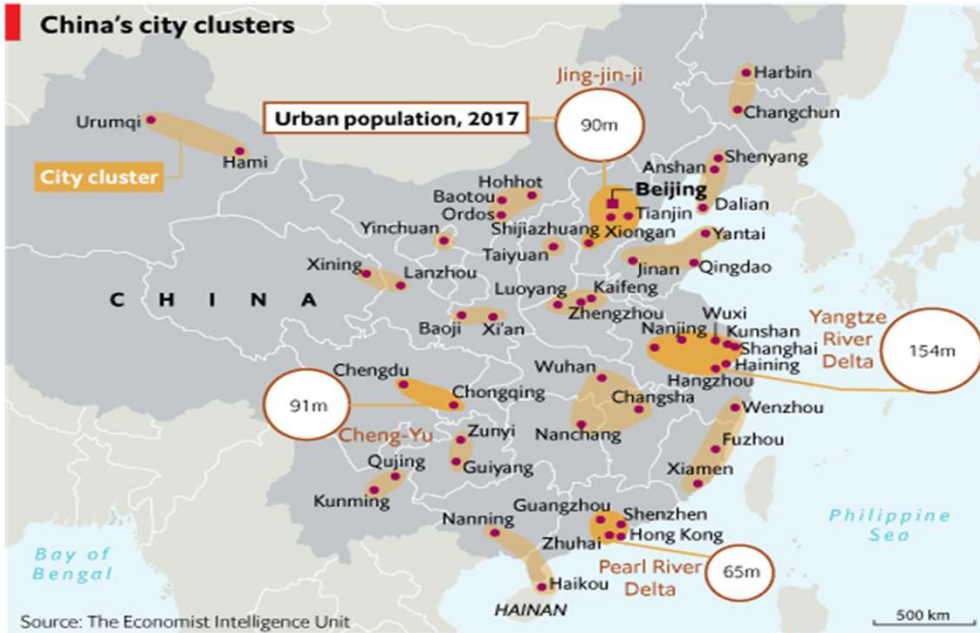 China's city clusters
Jing-jin-ji
Urban population, 2017
90m
Harbin
Changchun
Urumqi
Hami
City cluster
Shenyang
Anshan
Dalian
Hohhot
Baotou
Ordos
Beijing
Tianjin
Shijiazhuang
Xiongan
Yinchuan
Taiyuan
Yantai
Jinan
Qingdao
Xining
Lanzhou
Luoyang
Kaifeng
Zhengzhou
CHINA
Baoji
Xi'an
Wuxi
Nanjing
Kunshan
Shanghai
Haining
Hangzhou
Yangtze
River
Delta
154m
Chengdu
Chongqing
91m
Cheng-Yu
Wuhan
Changsha
Nanchang
Wenzhou
Fuzhou
Xiamen
Zunyi
Guiyang
Qujing
Kunming
Guangzhou
Shenzhen
Hong Kong
Zhuhai
Nanning
Haikou
HAINAN
Pearl River
Delta
65m
Bay of
Bengal
Philippine
Sea
500 km
Source: The Economist Intelligence Unit